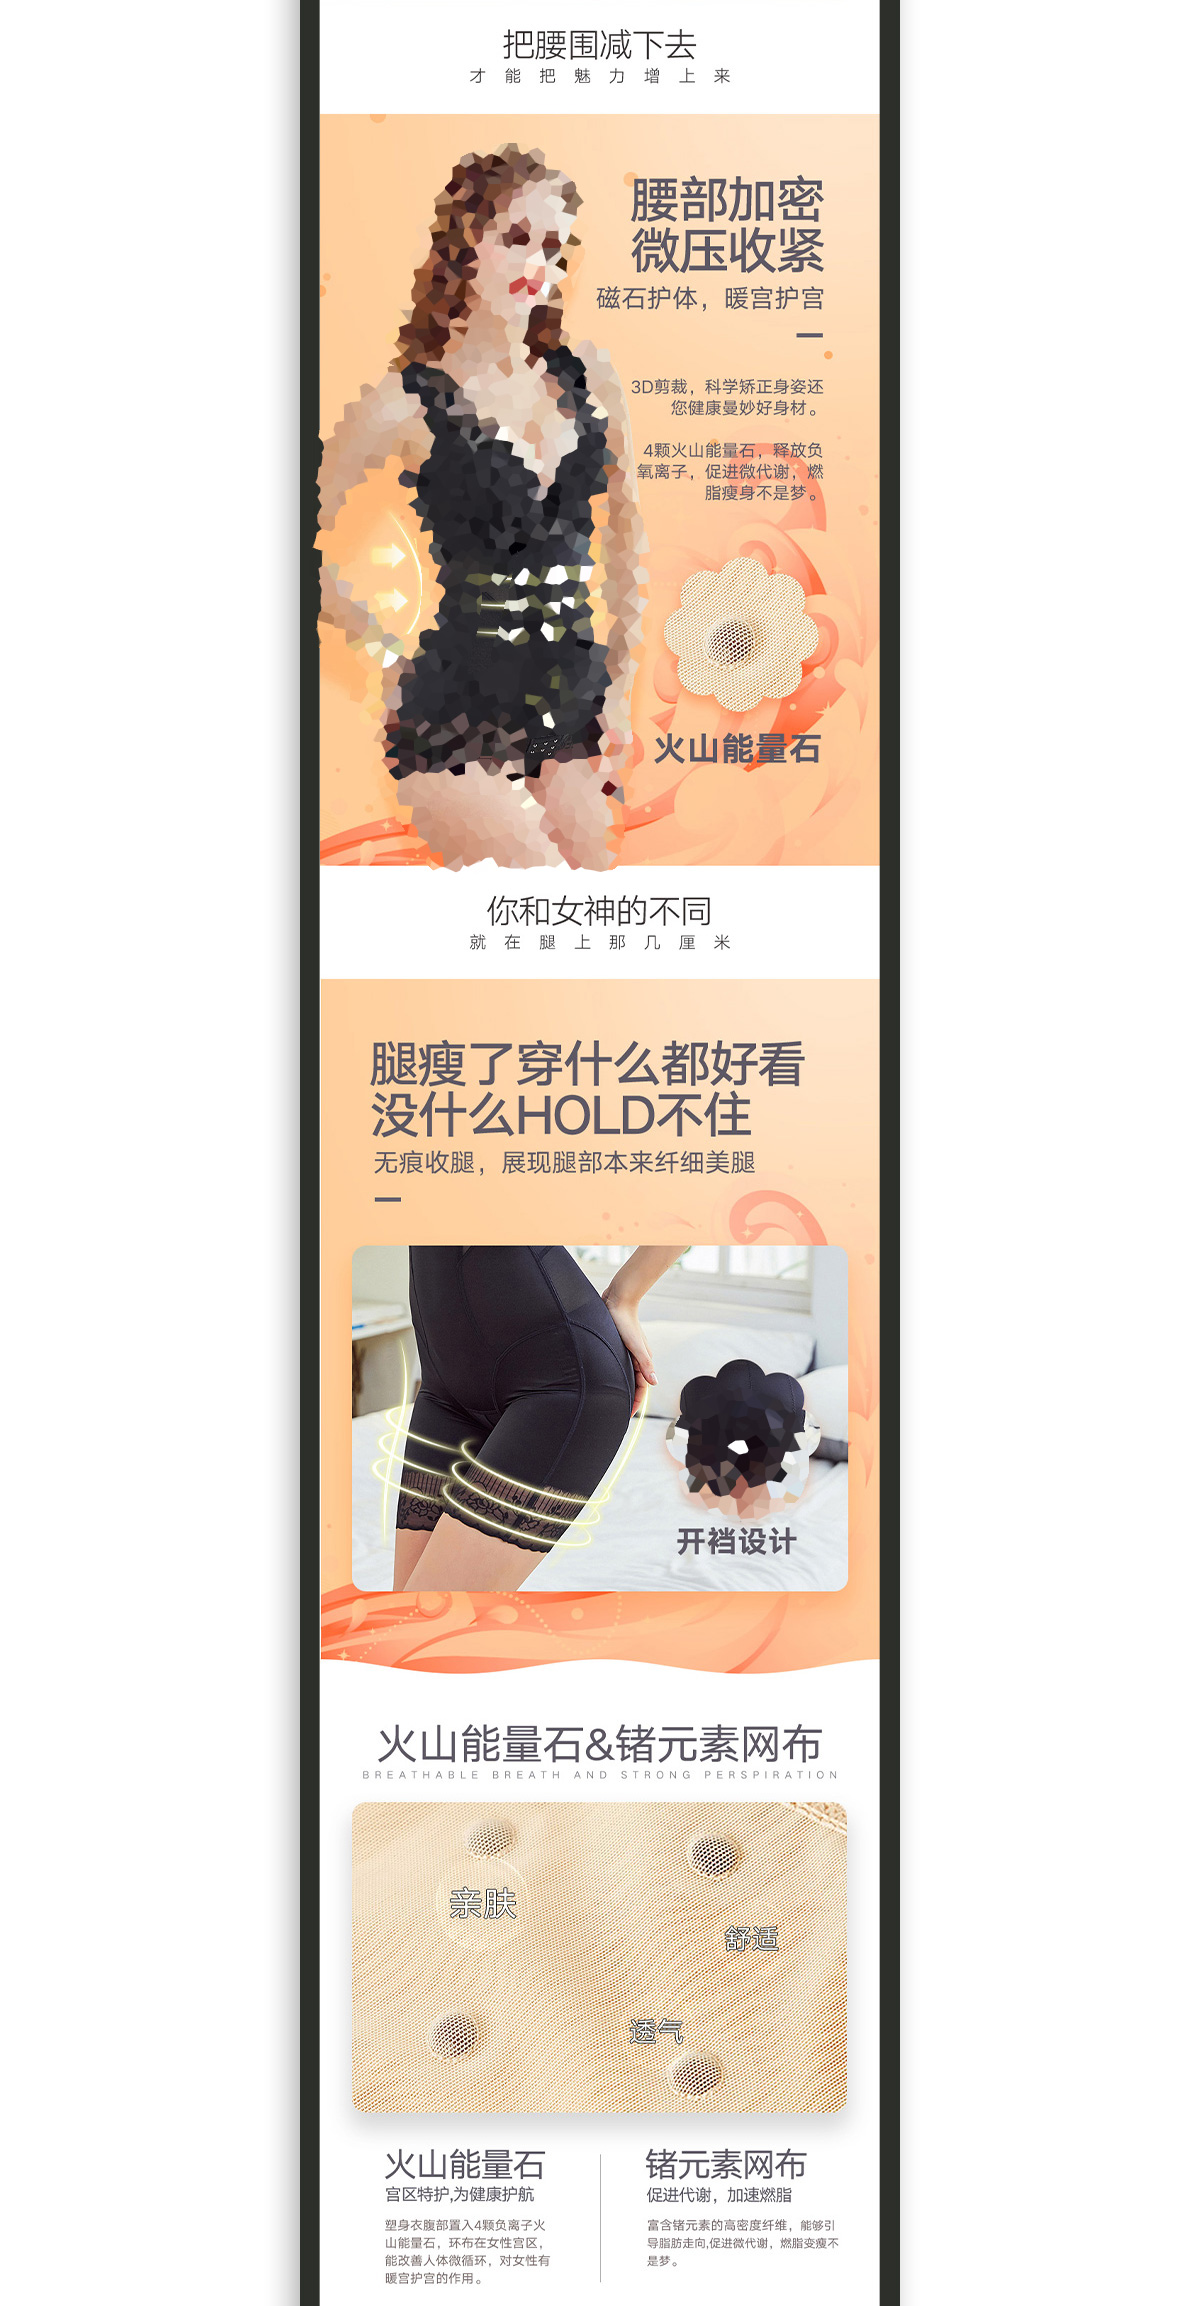 把腰围减下去
才能把魅力增上来
腰部加密
微压收紧
磁石护体，暖宫护宫
3D剪裁，科学矫正身姿还
您健康曼妙好身材。
4颗火山能量石，释放负
氧离子，促进微代谢，燃
脂瘦身不是梦。
火山能量石
你和女神的不同
就在腿上那几厘米
腿瘦了穿什么都好看
没什么HOLD不住
无痕收腿，展现腿部本来纤细美腿
开裆设计
火山能量石&锗元素网布
BREATHABLE BREATH AND STRONG PERSPIRATION
亲肤
舒适
透气
火山能量石
宫区特护,为健康护航
塑身衣腹部置入4颗负离子火
山能量石，环布在女性宫区，
能改善人体微循环，对女性有
暖宫护宫的作用。
锗元素网布
促进代谢，加速燃脂
富含锗元素的高密度纤维，能够引
导脂肪走向,促进微代谢，燃脂变瘦不
是梦。